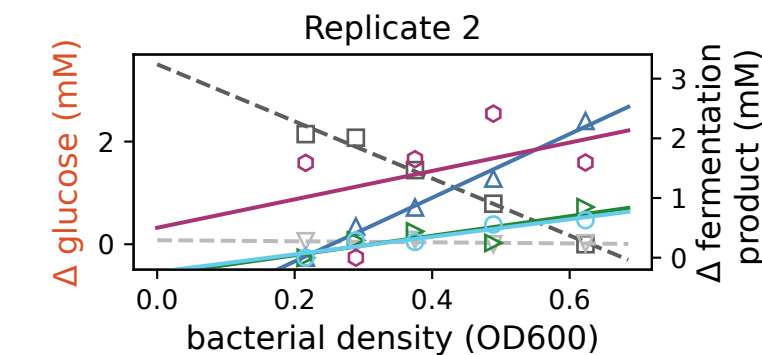 Replicate 2
Δ glucose (mM)
2
0
3
2
1
0
Δ fermentation
product (mM)
0.0 0.2 0.4 0.6
bacterial density (OD600)